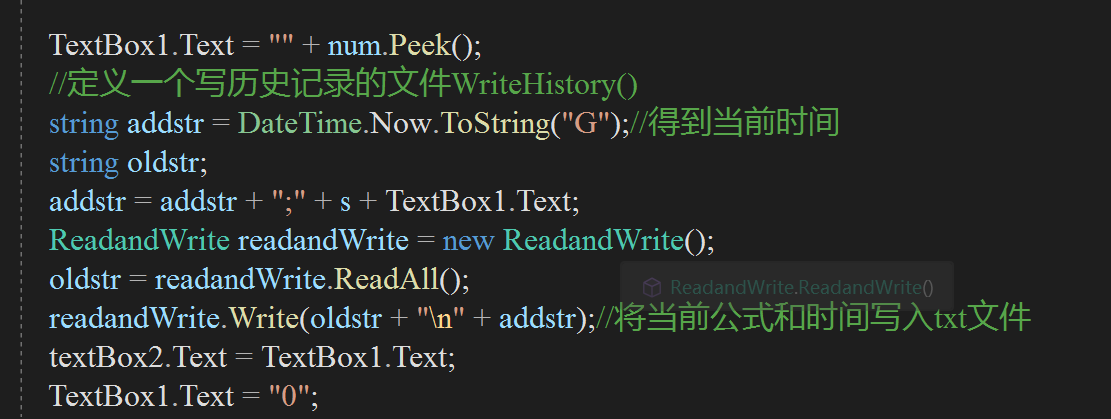 TextBox1.Text = "" + num.Peek();
//定义一个写历史记录的文件WriteHistory()
string addstr = DateTime.Now.ToString("G");//得到当前时间
string oldstr;
addstr = addstr + ";" + s + TextBox1.Text;
ReadandWrite readandWrite = new ReadandWrite();
oldstr = readandWrite.ReadAll();
ReadandWrite.ReadandWrite()
readandWrite.Write(oldstr + "\n" + addstr);//将当前公式和时间写入txt文件
textBox2.Text = TextBox1.Text;
TextBox1.Text = "0";